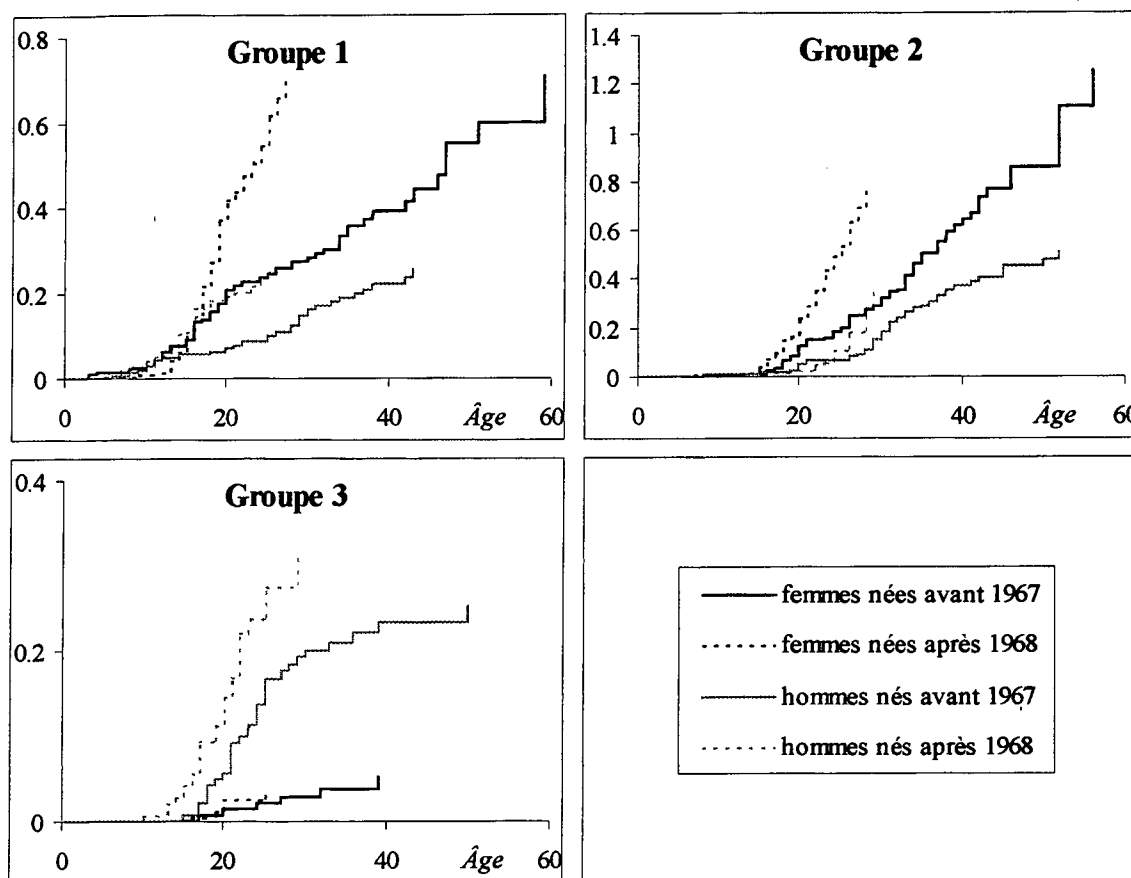 Groupe 1
0.8
0.6
0.4
0.2
0
0
20
40
Âge
60
Groupe 2
1.4
1.2
1
0.8
0.6
0.4
0.2
0
0
20
40
Âge
60
Groupe 3
0.4
0.2
0
0
20
40
Âge
60
femmes nées avant 1967
femmes nées après 1968
hommes nés avant 1967
hommes nés après 1968